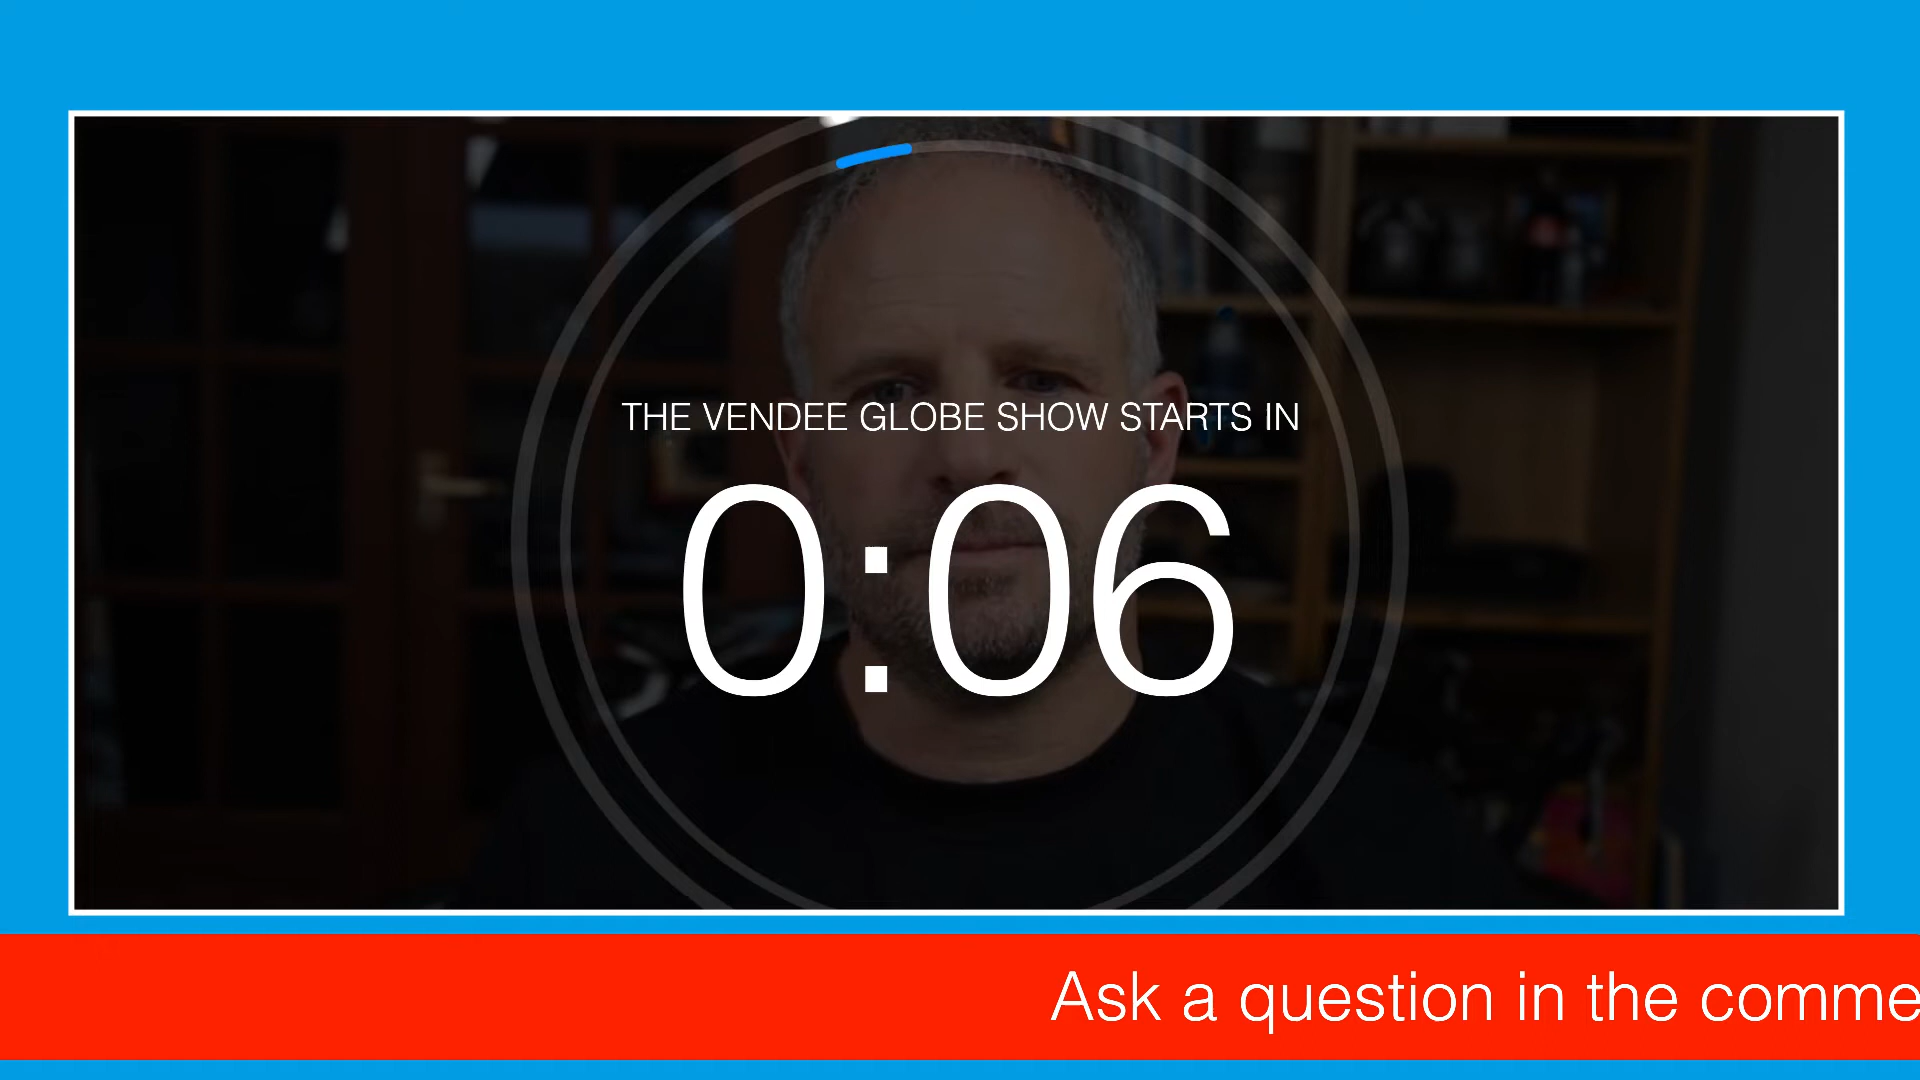 THE VENDEE GLOBE SHOW STARTS IN
0:06
Ask a question in the comme